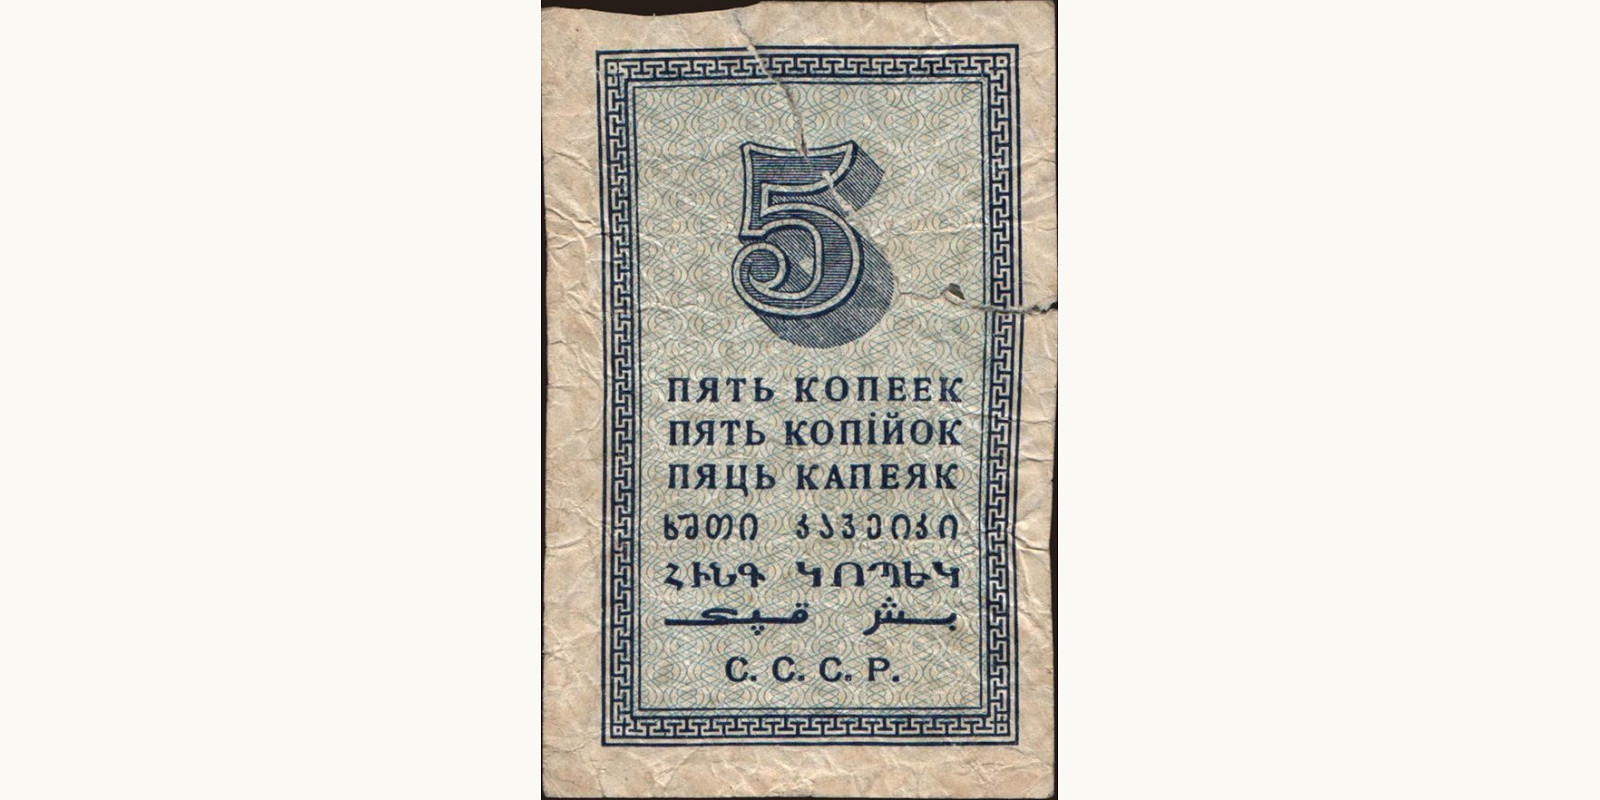 5
ПЯТЬ КОПЕЕК
ПЯТЬ КОПІЙОК
ПЯЦЬ КАПЕЯК
ხუთი კაპეიკი
ՀԻՆԳ ԿՈՊԵԿ
بش قپك
С. С. С. Р.